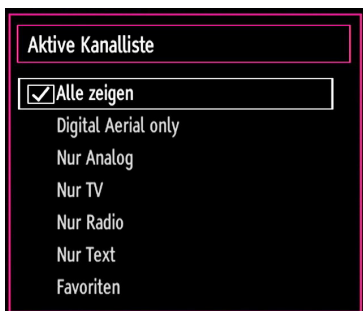 Aktive Kanalliste
Alle zeigen
Digital Aerial only
Nur Analog
Nur TV
Nur Radio
Nur Text
Favoriten